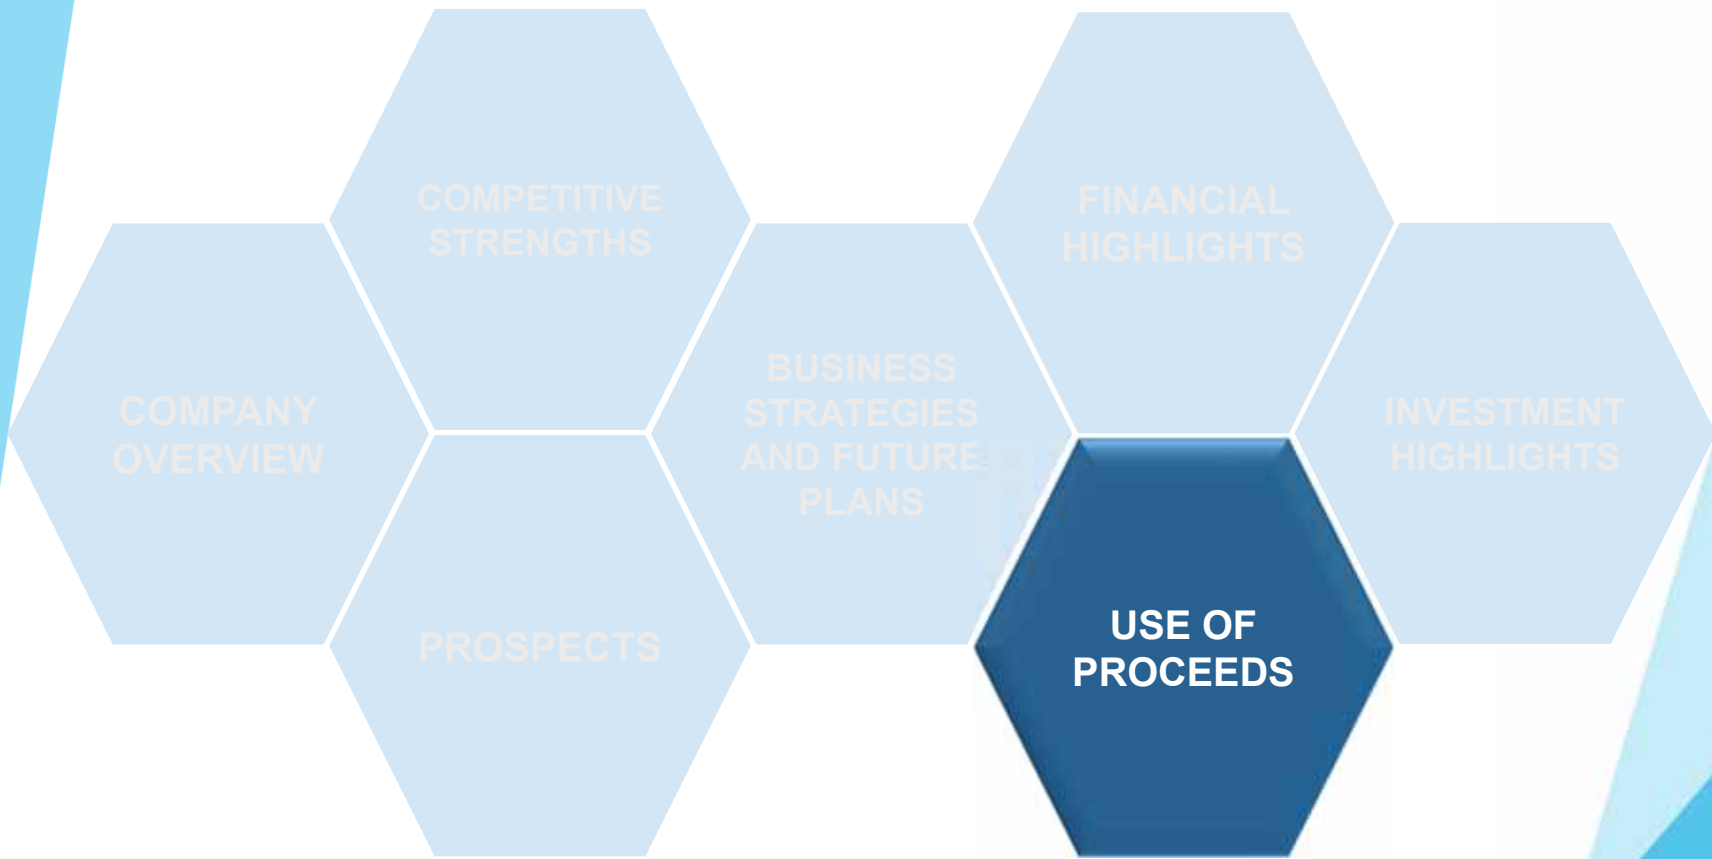 COMPANY
OVERVIEW
COMPETITIVE
STRENGTHS
PROSPECTS
BUSINESS
STRATEGIES
AND FUTURE
PLANS
FINANCIAL
HIGHLIGHTS
USE OF
PROCEEDS
INVESTMENT
HIGHLIGHTS